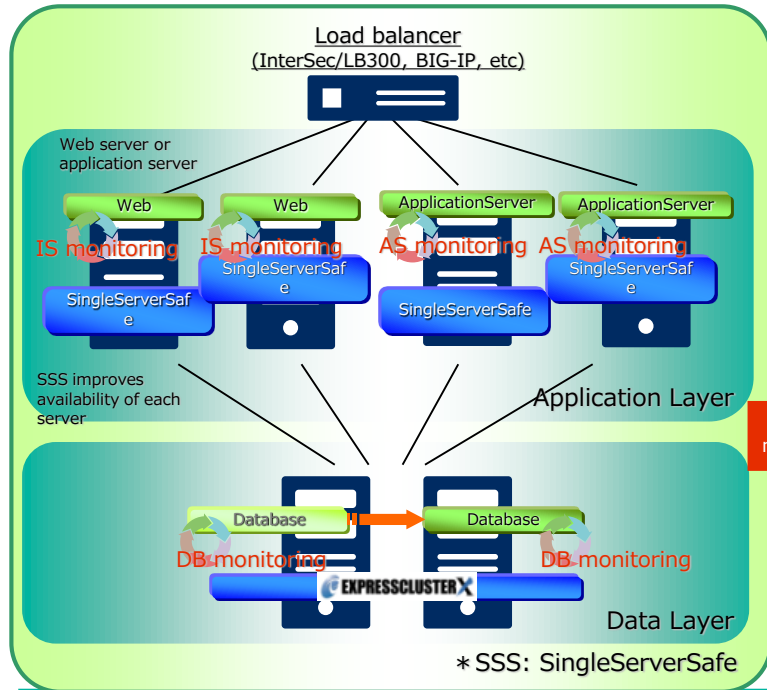 Load balancer
(InterSec/LB300, BIG-IP, etc)
Web server or
application server
Web
Web
ApplicationServer
ApplicationServer
IS monitoring
IS monitoring
AS monitoring
AS monitoring
SingleServerSaf
e
SingleServerSaf
e
SingleServerSafe
SingleServerSaf
e
SSS improves
availability of each
server
Application Layer
Database
Database
DB monitoring
DB monitoring
EXPRESSCLUSTER X
Data Layer
*SSS: SingleServerSafe